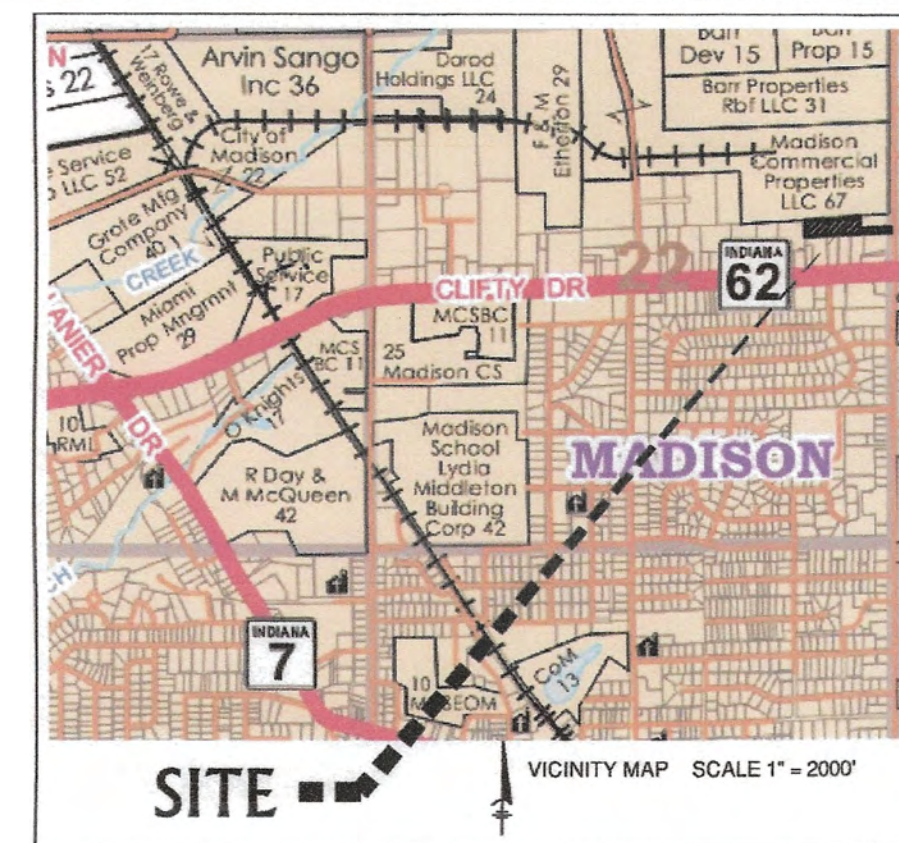 N
s 22
17 Rowe &
Weinberg
Arvin Sango
Inc 36
Dorod
Holdings LLC
24
F & M
Etherton 29
Dev 15
Prop 15
Barr Properties
Rbf LLC 31
Madison
Commercial
Properties
LLC 67
City of
Madison
22
e Service
LLC 52
Grote Mfg
Company
40
CREEK
Miami
Prop Mngmnt
29
Public
Service
17
CLIFTY DR
22
INDIANA
62
MCSBC
11
25
Madison CS
MCS
BC 11
ANIER
DR
10
RMI
O Knights
17
R Day &
M McQueen
42
Madison
School
Lydia
Middleton
Building
Corp 42
MADISON
CH
INDIANA
7
10
CoM
13
SITE
VICINITY MAP SCALE 1" = 2000'